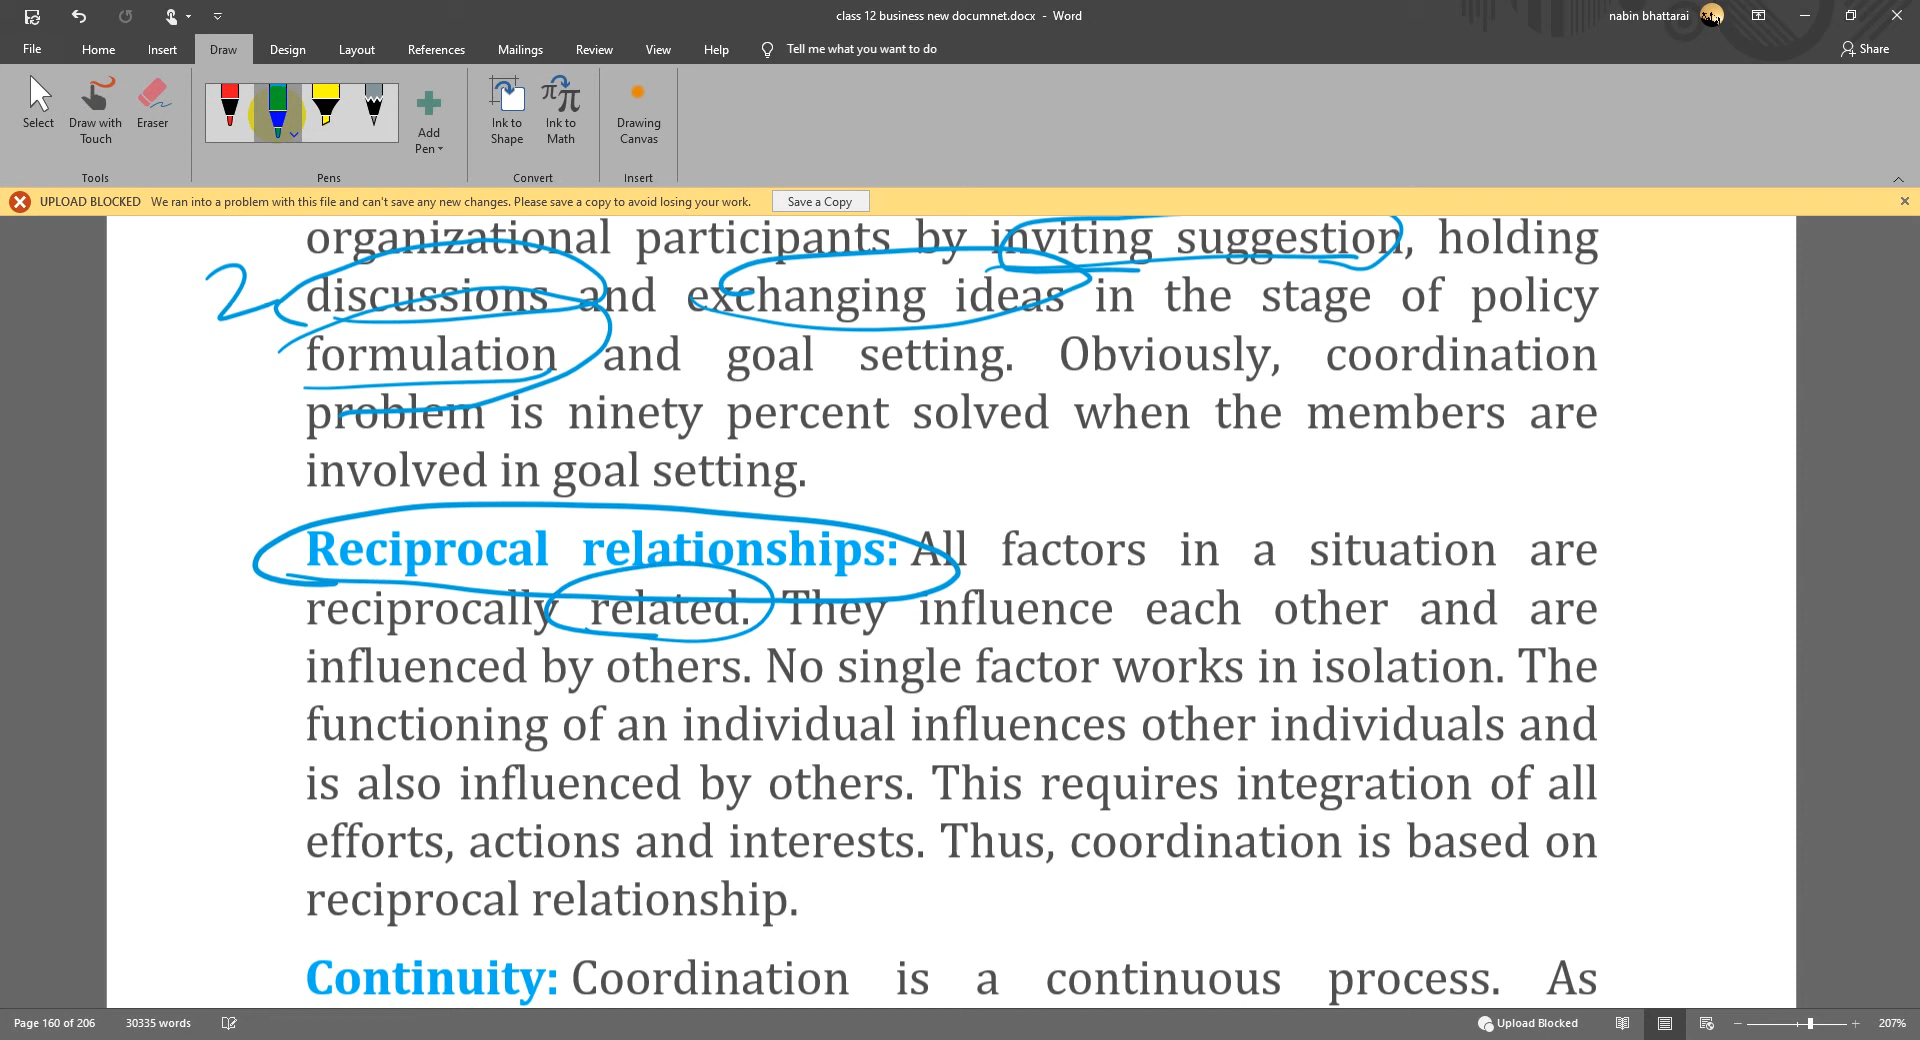 class 12 business new documnet.docx - Word
nabin bhattarai
File Home Insert Draw Design Layout References Mailings Review View Help Tell me what you want to do Share
Select Draw with Touch Eraser Add Pen Ink to Shape Ink to Math Drawing Canvas
Tools Pens Convert Insert
UPLOAD BLOCKED We ran into a problem with this file and can't save any new changes. Please save a copy to avoid losing your work. Save a Copy
organizational participants by inviting suggestion, holding
2 discussions and exchanging ideas in the stage of policy
formulation and goal setting. Obviously, coordination
problem is ninety percent solved when the members are
involved in goal setting.
Reciprocal relationships: All factors in a situation are
reciprocally related. They influence each other and are
influenced by others. No single factor works in isolation. The
functioning of an individual influences other individuals and
is also influenced by others. This requires integration of all
efforts, actions and interests. Thus, coordination is based on
reciprocal relationship.
Continuity: Coordination is a continuous process. As
Page 160 of 206 30335 words Upload Blocked 207%